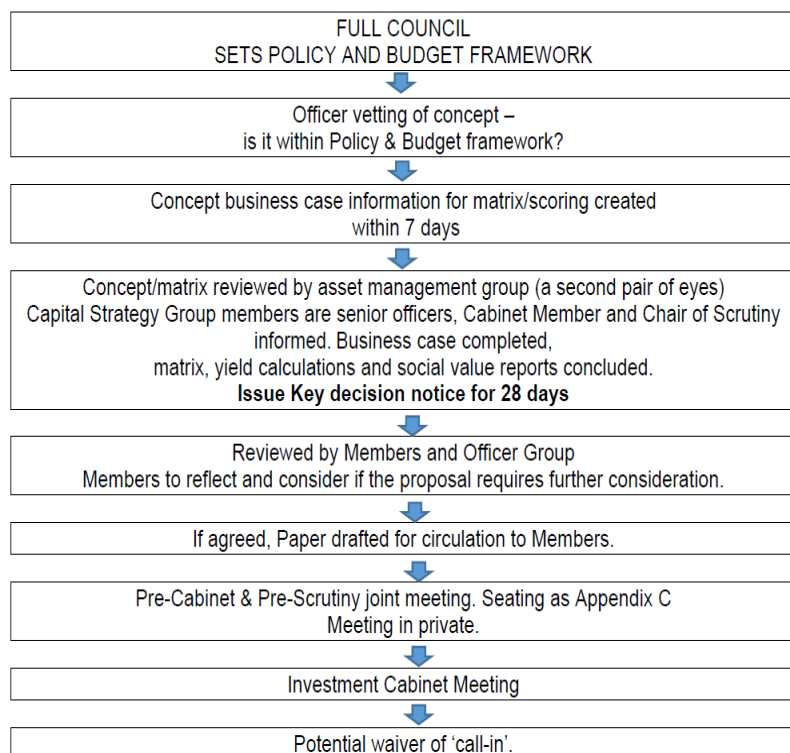 FULL COUNCIL
SETS POLICY AND BUDGET FRAMEWORK
Officer vetting of concept –
is it within Policy & Budget framework?
Concept business case information for matrix/scoring created
within 7 days
Concept/matrix reviewed by asset management group (a second pair of eyes)
Capital Strategy Group members are senior officers, Cabinet Member and Chair of Scrutiny
informed. Business case completed,
matrix, yield calculations and social value reports concluded.
Issue Key decision notice for 28 days
Reviewed by Members and Officer Group
Members to reflect and consider if the proposal requires further consideration.
If agreed, Paper drafted for circulation to Members.
Pre-Cabinet & Pre-Scrutiny joint meeting. Seating as Appendix C
Meeting in private.
Investment Cabinet Meeting
Potential waiver of ‘call-in’.